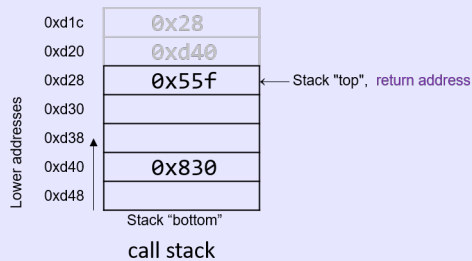 0xd1c 0x28
0xd20 0xd40
0xd28 0x55f Stack "top", return address
0xd30
0xd38
0xd40 0x830
0xd48
Lower addresses
Stack “bottom”
call stack